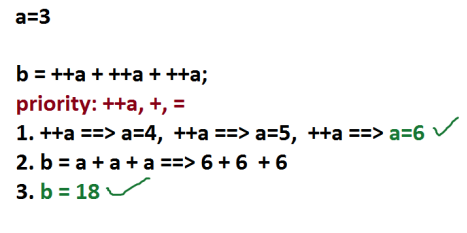 a=3
b = ++a + ++a + ++a;
priority: ++a, +, =
1. ++a ==> a=4,  ++a ==> a=5,  ++a ==> a=6
2. b = a + a + a ==> 6 + 6  + 6
3. b = 18